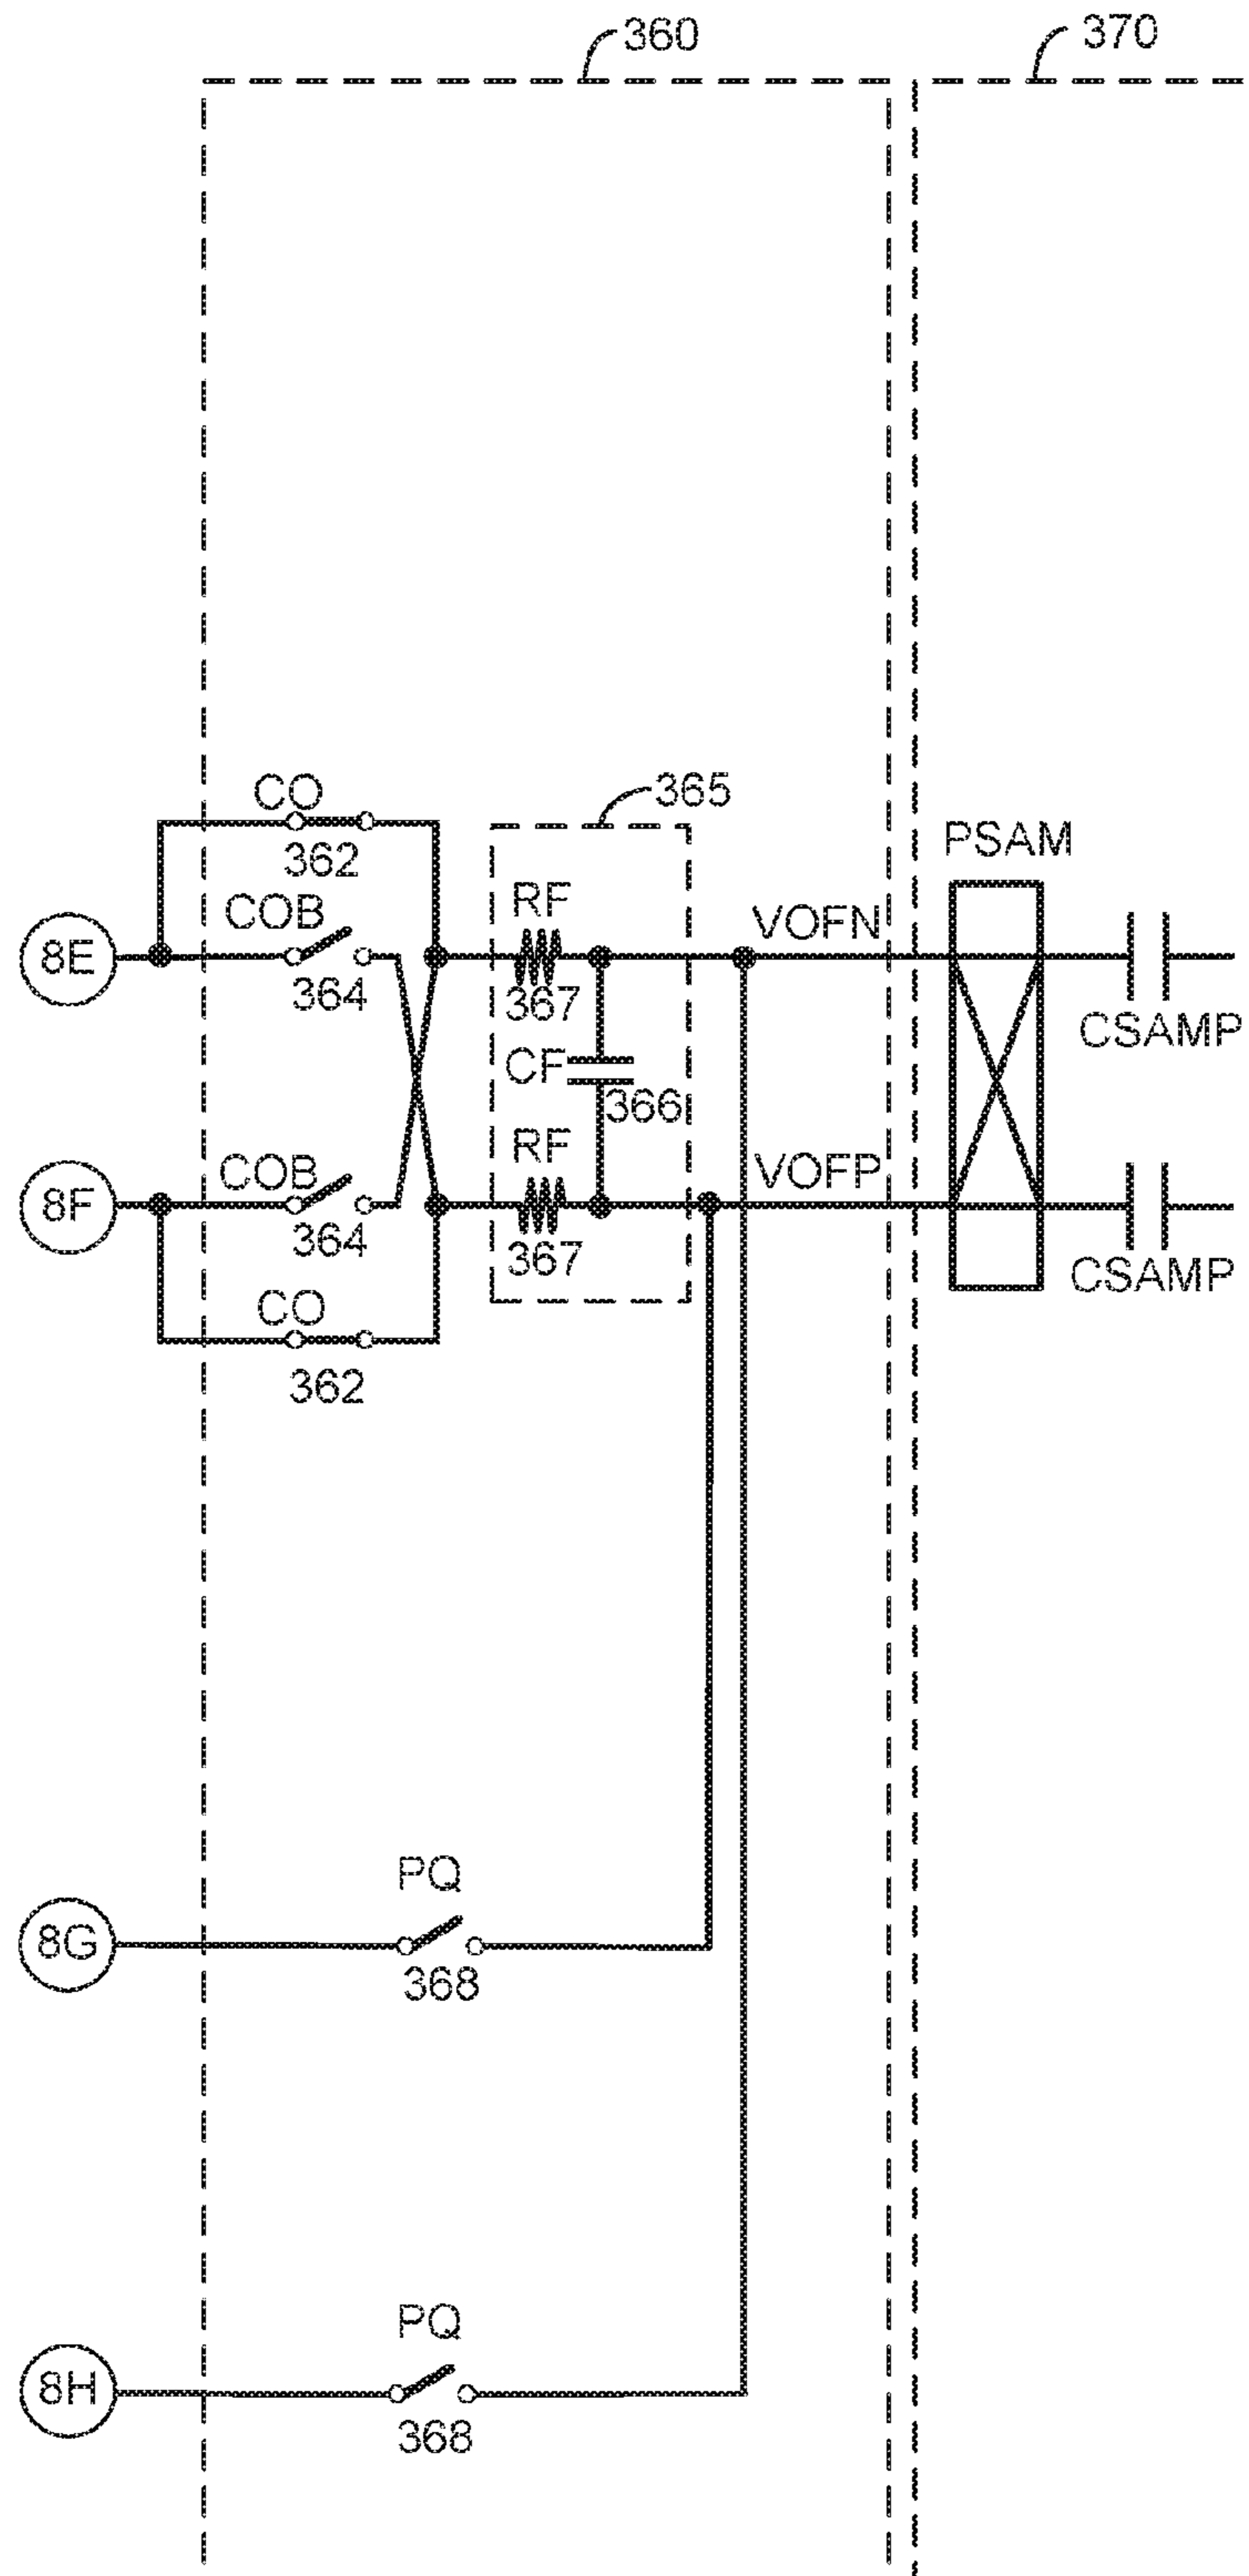 360
370
CO
362
365
PSAM
COB
RF
VOFN
8E
364
367
CSAMP
CF
366
COB
RF
VOFP
8F
364
367
CSAMP
CO
362
PQ
8G
368
PQ
8H
368